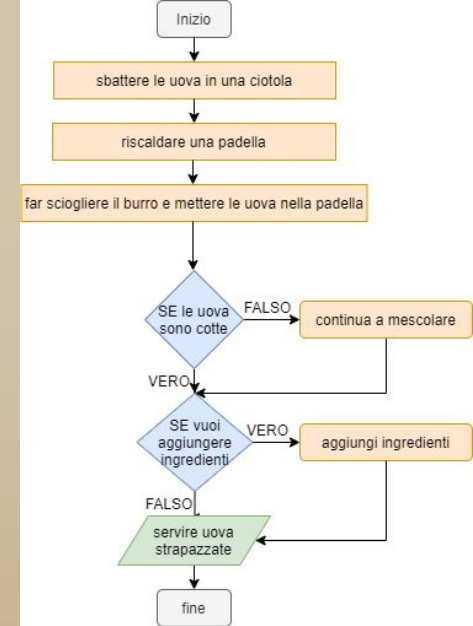 Inizio
sbattere le uova in una ciotola
riscaldare una padella
far sciogliere il burro e mettere le uova nella padella
SE le uova
sono cotte
FALSO
continua a mescolare
VERO
SE vuoi
aggiungere
ingredienti
VERO
aggiungi ingredienti
FALSO
servire uova
strapazzate
fine